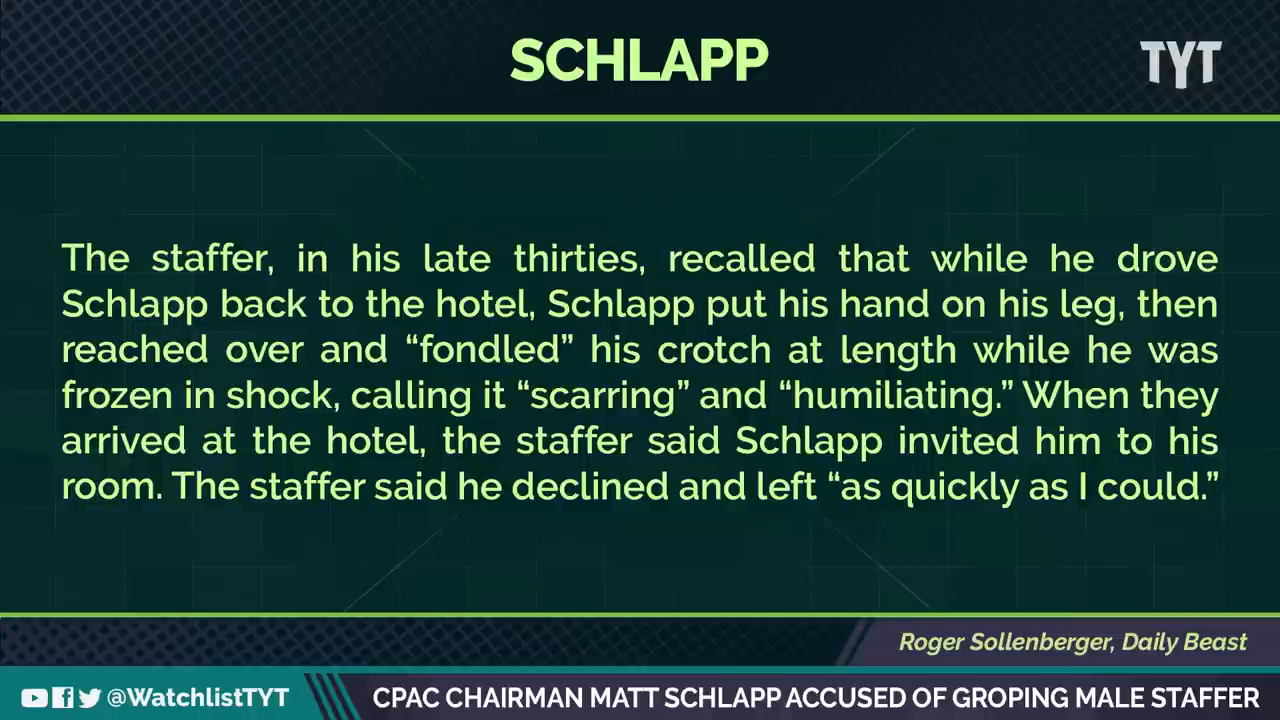 SCHLAPP
TYT
The staffer, in his late thirties, recalled that while he drove
Schlapp back to the hotel, Schlapp put his hand on his leg, then
reached over and “fondled” his crotch at length while he was
frozen in shock, calling it “scarring” and “humiliating.” When they
arrived at the hotel, the staffer said Schlapp invited him to his
room. The staffer said he declined and left “as quickly as I could.”
Roger Sollenberger, Daily Beast
@WatchlistTYT
CPAC CHAIRMAN MATT SCHLAPP ACCUSED OF GROPING MALE STAFFER